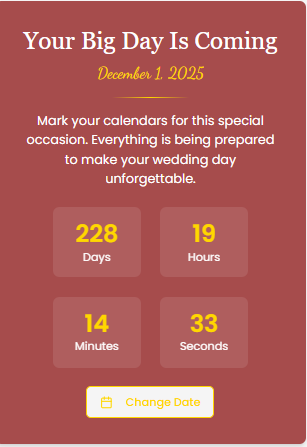 Your Big Day Is Coming
December 1, 2025
Mark your calendars for this special
occasion. Everything is being prepared
to make your wedding day
unforgettable.
228
Days
19
Hours
14
Minutes
33
Seconds
Change Date